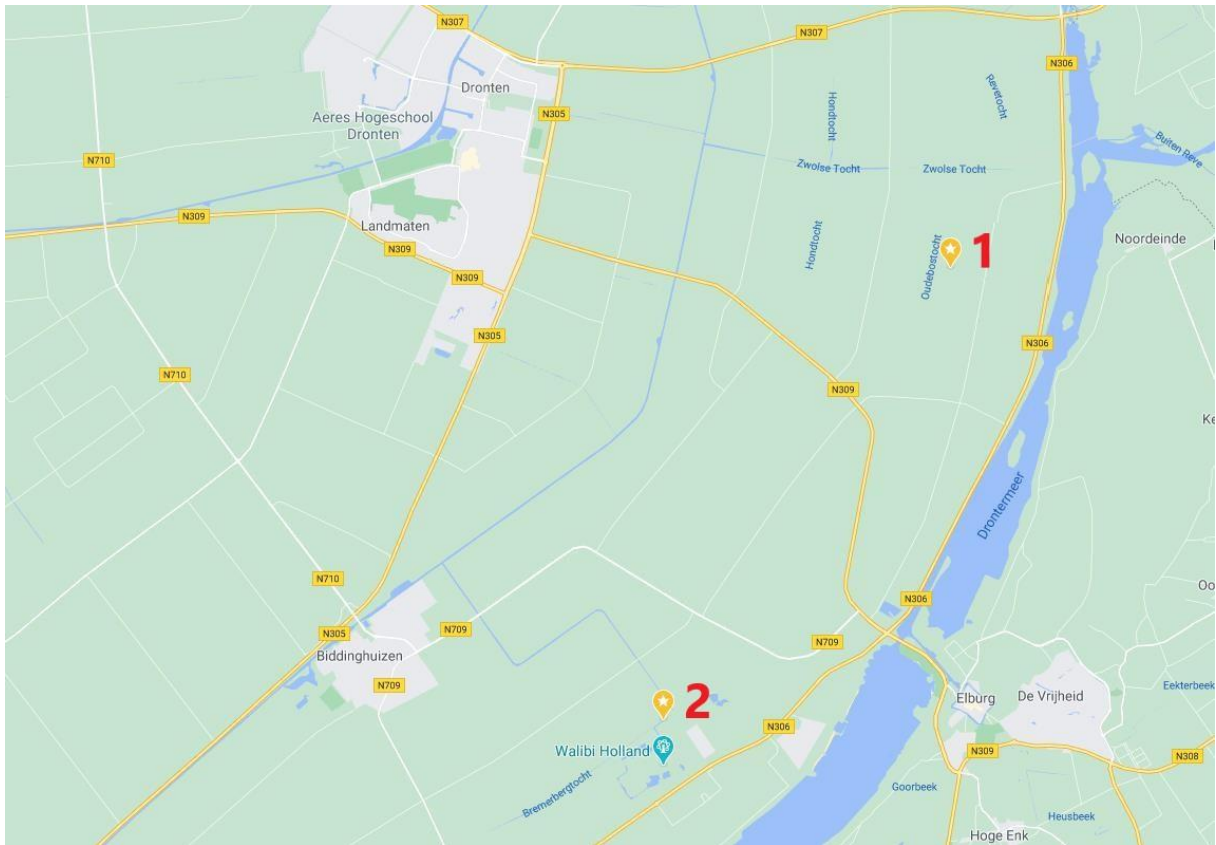 N307
N307
N306
Dronten
Revetocht
Hondtocht
N305
Aeres Hogeschool
Dronten
Buiten Reve
N710
Zwolse Tocht
Zwolse Tocht
N309
Landmaten
Noordeinde
1
Hondtocht
Oudebostocht
N309
N309
N305
N306
N710
N309
Ke
Drontermeer
N710
Oo
N306
N305
N709
N709
Biddinghuizen
N709
Eekterbeek
2
Elburg
De Vrijheid
N306
Walibi Holland
N309
N308
Bremerbergtocht
Goorbeek
Heusbeek
Hoge Enk